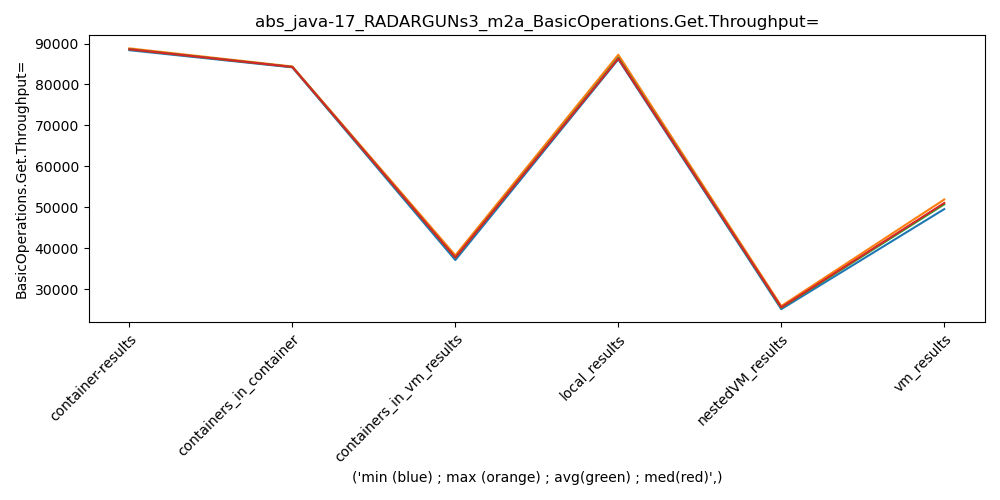 abs_java-17_RADARGUNs3_m2a_BasicOperations.Get.Throughput=
BasicOperations.Get.Throughput=
90000
80000
70000
60000
50000
40000
30000
container-results
containers_in_container
containers_in_vm_results
local_results
nestedVM_results
vm_results
('min (blue) ; max (orange) ; avg(green) ; med(red)',)